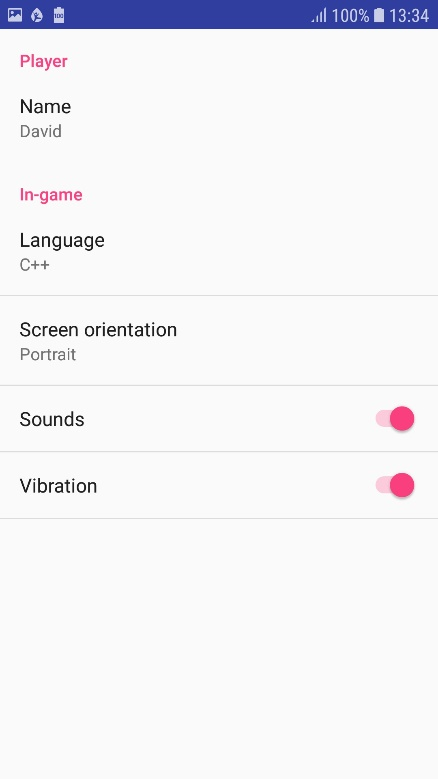 100% 13:34
Player
Name
David
In-game
Language
C++
Screen orientation
Portrait
Sounds
Vibration